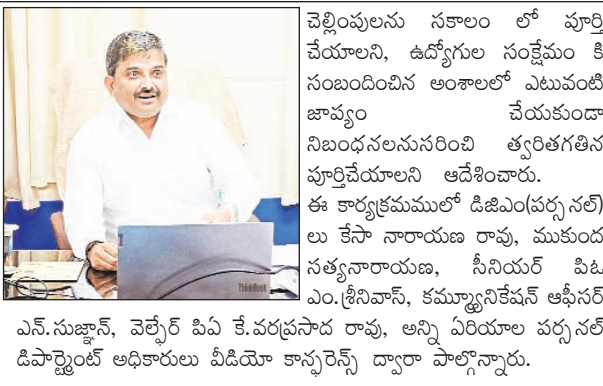 చెల్లింపులను సకాలం లో పూర్తి
చేయాలని, ఉద్యోగుల సంక్షేమం కి
సంబందించిన అంశాలలో ఎటువంటి
జాప్యం చేయకుండా
నిబంధనలనుసరించి త్వరితగతిన
పూర్తిచేయాలని ఆదేశించారు.
ఈ కార్యక్రమములో డిజిఎం(పర్సనల్)
లు కేసా నారాయణ రావు, ముకుంద
సత్యనారాయణ, సీనియర్ పిఓ
ఎం.శ్రీనివాస్, కమ్యూనికేషన్ ఆఫీసర్
ఎన్.సుజ్ఞాన్, వెల్ఫేర్ పిఏ కే.వరప్రసాద రావు, అన్ని ఏరియాల పర్సనల్
డిపార్ట్మెంట్ అధికారులు వీడియో కాన్ఫరెన్స్ ద్వారా పాల్గొన్నారు.
ThinkBook